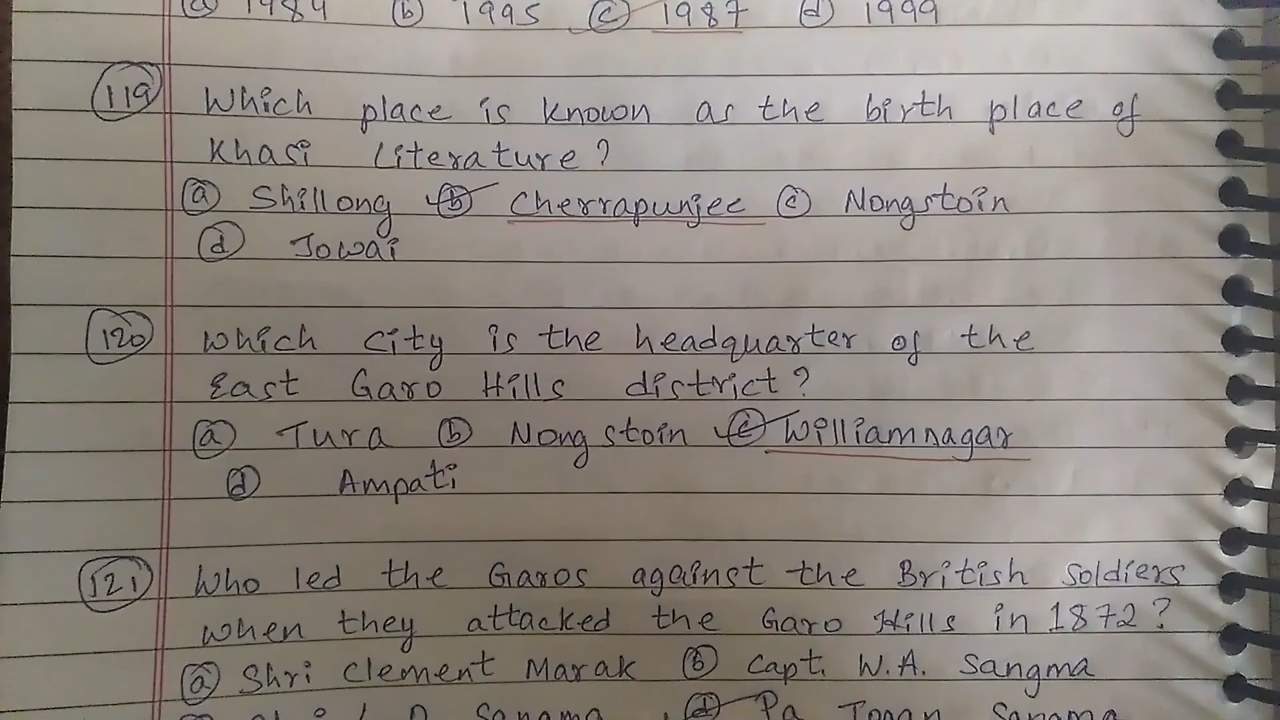 (a) 1984 (b) 1995 (c) 1987 (d) 1999
(119) Which place is known as the birth place of
Khasi literature?
(a) Shillong (b) Cherrapunjee (c) Nongstoin
(d) Jowai
(120) Which city is the headquarter of the
East Garo Hills district?
(a) Tura (b) Nongstoin (c) Williamnagar
(d) Ampati
(121) Who led the Garos against the British Soldiers
when they attacked the Garo Hills in 1872?
(a) Shri Clement Marak (b) Capt. W.A. Sangma
Sangma (d) Pa Togan Sangma